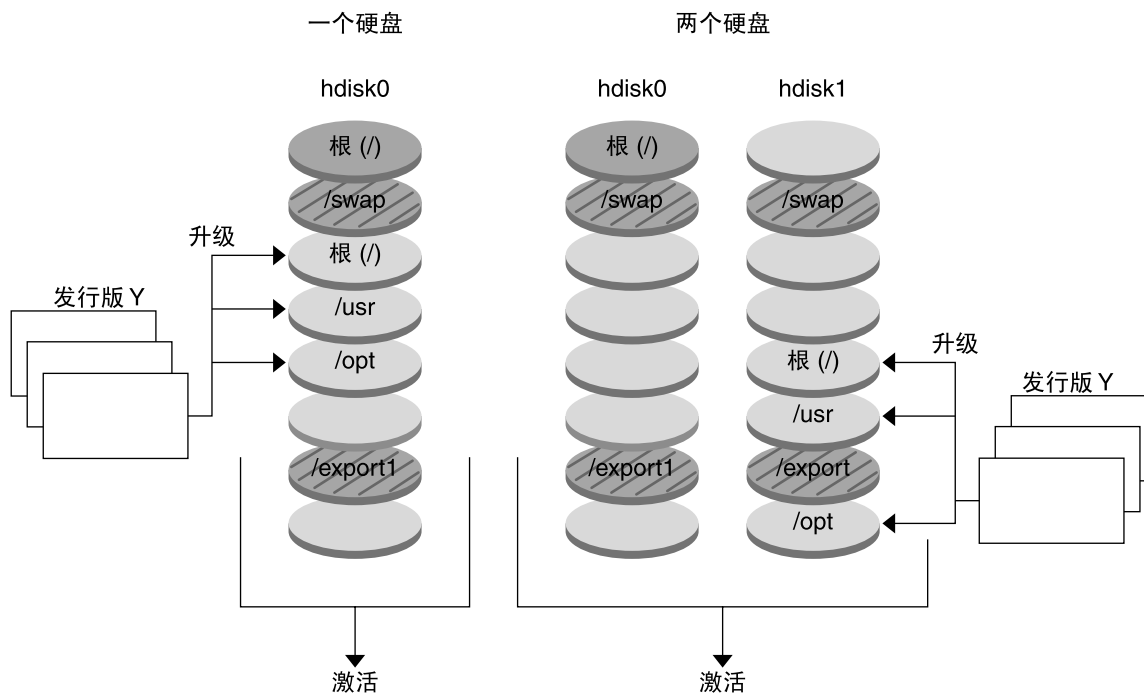 一个硬盘
两个硬盘
hdisk0
hdisk0
hdisk1
根 (/)
根 (/)
/swap
/swap
/swap
升级
根 (/)
发行版 Y
/usr
/opt
根 (/)
升级
发行版 Y
/usr
/export1
/export1
/export
/opt
激活
激活